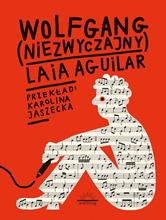 WOLFGANG
(NIEZWYCZAJNY)
LAIA AGUILAR
PRZEKŁAD:
KAROLINA
JASZECKA